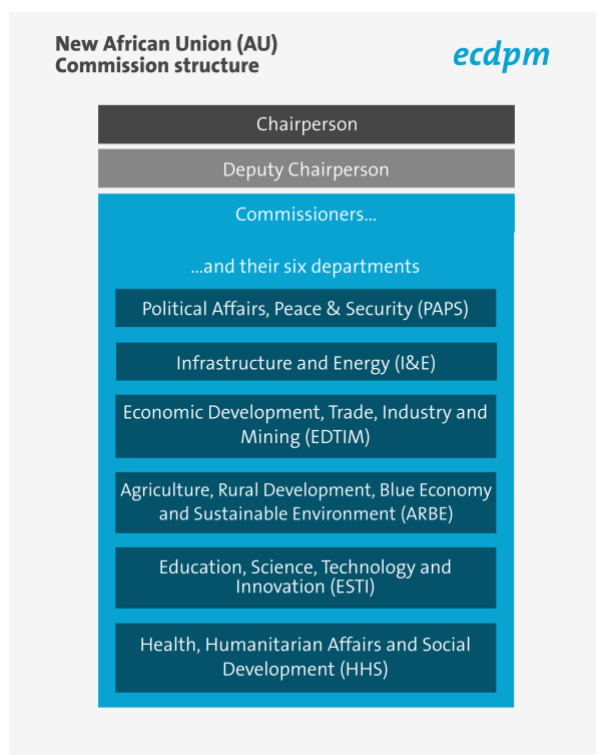 New African Union (AU)
Commission structure
ecdpm
Chairperson
Deputy Chairperson
Commissioners...
...and their six departments
Political Affairs, Peace & Security (PAPS)
Infrastructure and Energy (I&E)
Economic Development, Trade, Industry and
Mining (EDTIM)
Agriculture, Rural Development, Blue Economy
and Sustainable Environment (ARBE)
Education, Science, Technology and
Innovation (ESTI)
Health, Humanitarian Affairs and Social
Development (HHS)